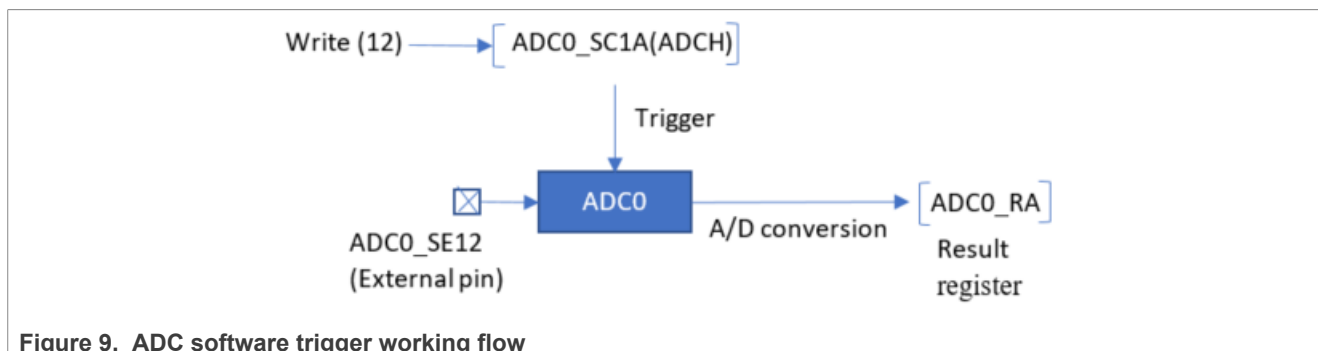 Write (12)
ADC0_SC1A(ADCH)
Trigger
ADC0
ADC0_SE12
(External pin)
A/D conversion
ADC0_RA
Result
register
Figure 9. ADC software trigger working flow